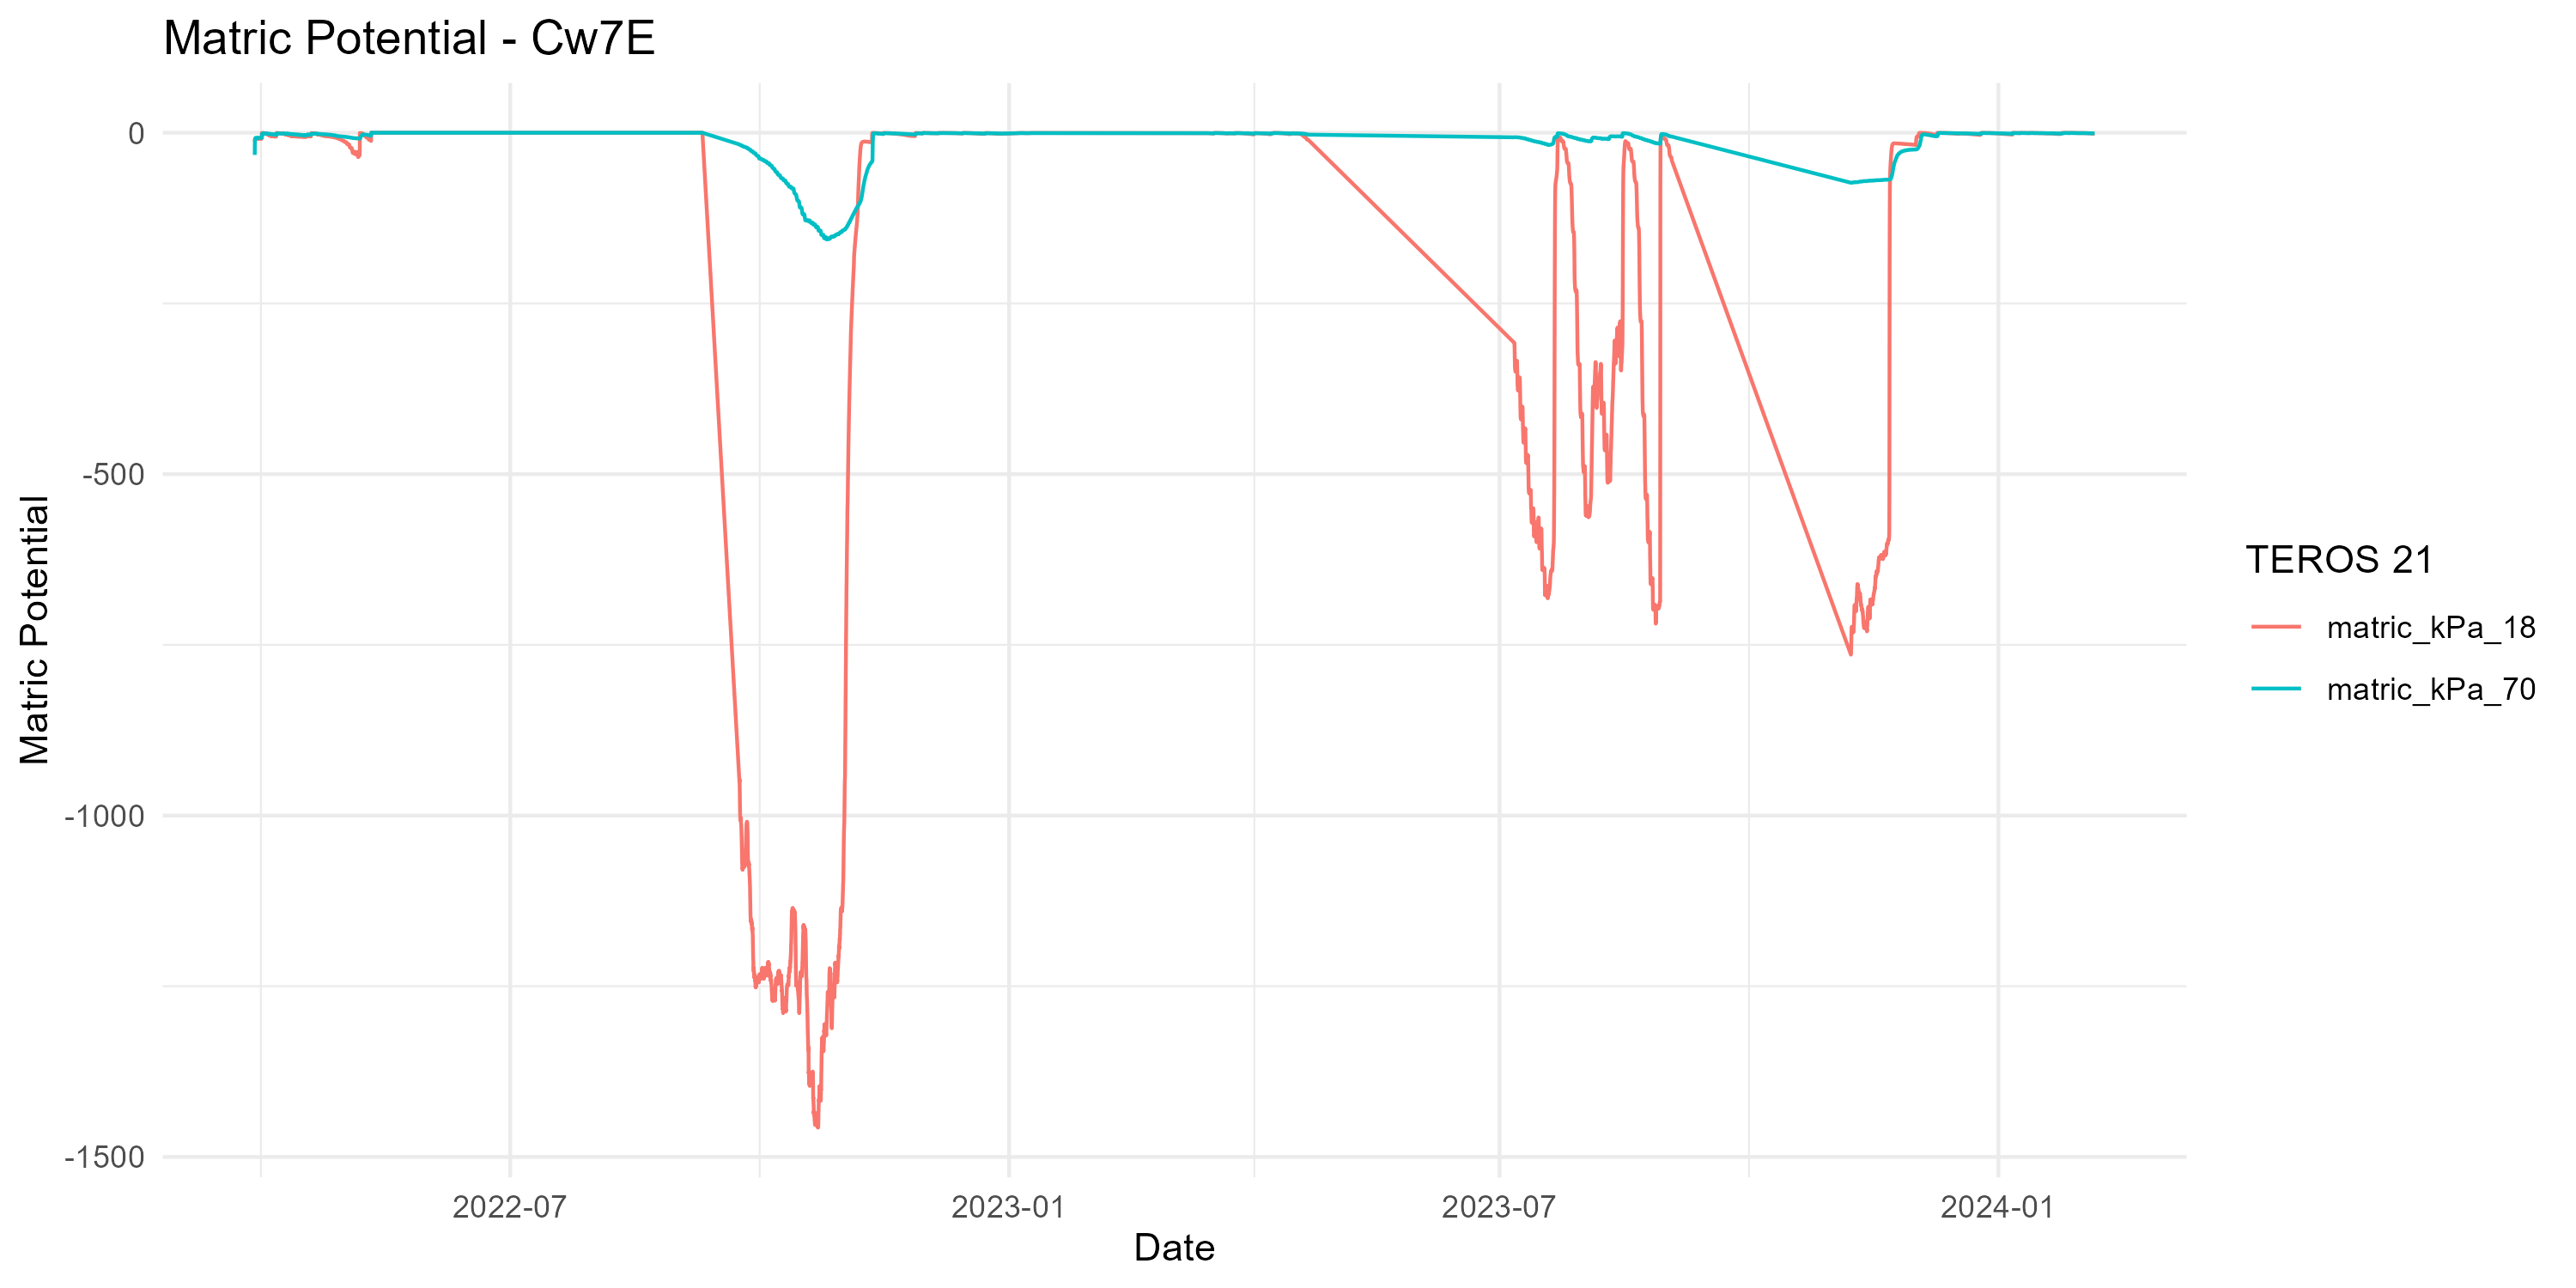 Matric Potential - Cw7E
0
-500
-1000
-1500
Matric Potential
2022-07
2023-01
2023-07
2024-01
Date
TEROS 21
matric_kPa_18
matric_kPa_70